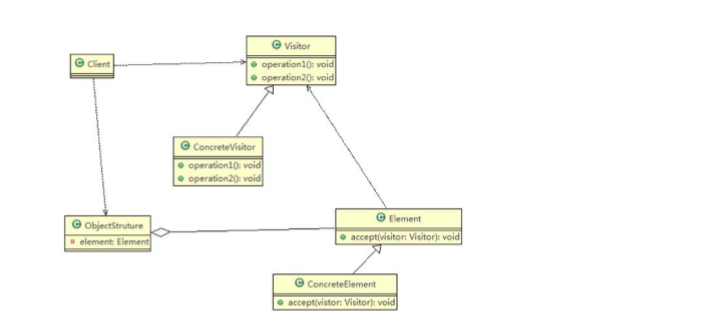 Visitor
operation1(): void
operation2(): void
Client
ConcreteVisitor
operation1(): void
operation2(): void
ObjectStruture
element: Element
Element
accept(visitor: Visitor): void
ConcreteElement
accept(vistor: Visitor): void